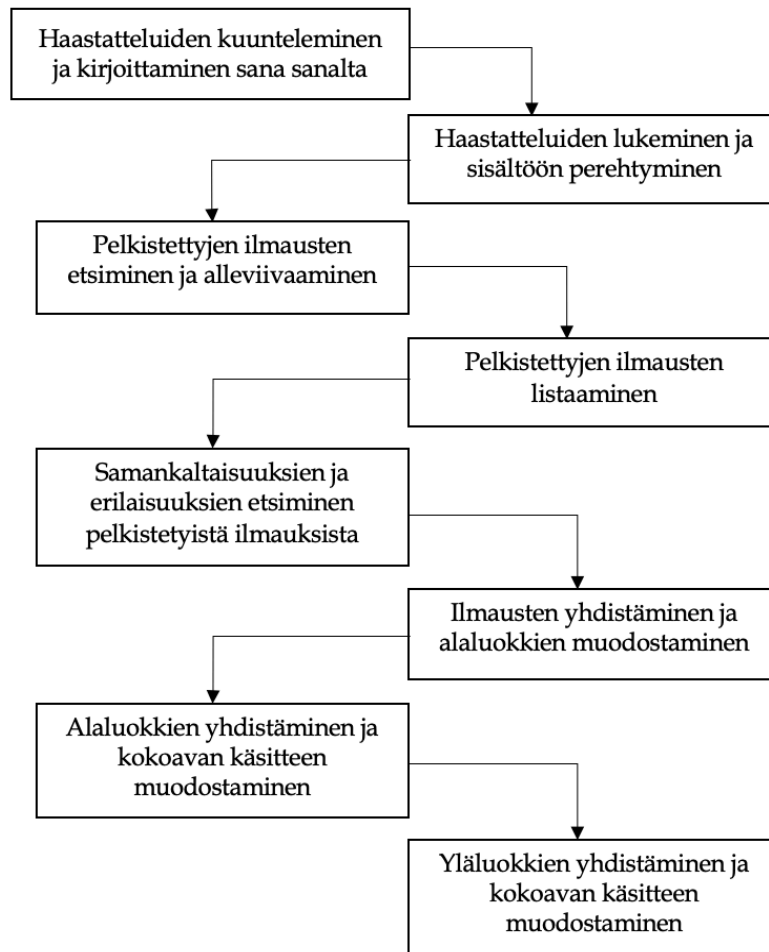 Haastatteluiden kuunteleminen
ja kirjoittaminen sana sanalta
Haastatteluiden lukeminen ja
sisältöön perehtyminen
Pelkistettyjen ilmausten
etsiminen ja alleviivaaminen
Pelkistettyjen ilmausten
listaaminen
Samankaltaisuuksien ja
erilaisuuksien etsiminen
pelkistetyistä ilmauksista
Ilmausten yhdistäminen ja
alaluokkien muodostaminen
Alaluokkien yhdistäminen ja
kokoavan käsitteen
muodostaminen
Yläluokkien yhdistäminen ja
kokoavan käsitteen
muodostaminen